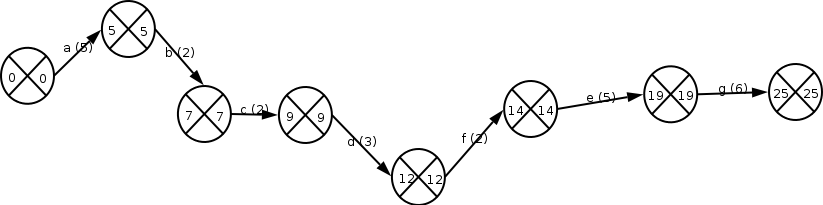 0 0
a (5)
5 5
b (2)
7 7
c (2)
9 9
d (3)
12 12
f (2)
14 14
e (5)
19 19
g (6)
25 25